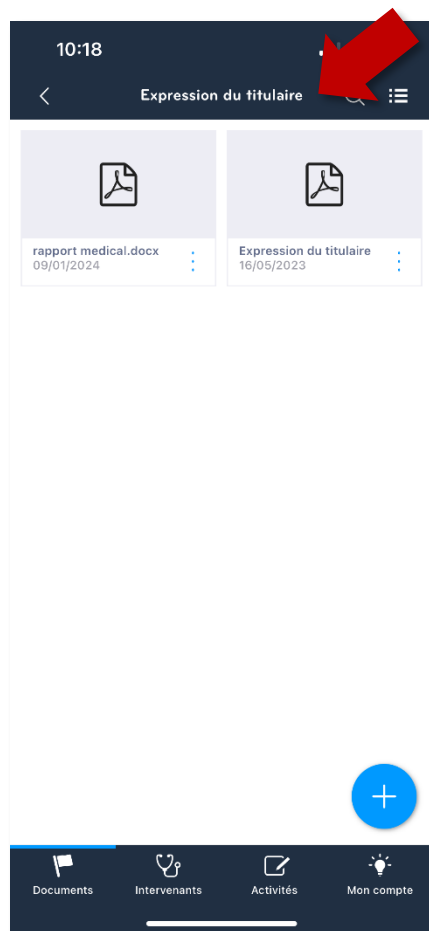 10:18
Expression du titulaire
rapport medical.docx
09/01/2024
Expression du titulaire
16/05/2023
Documents
Intervenants
Activités
Mon compte